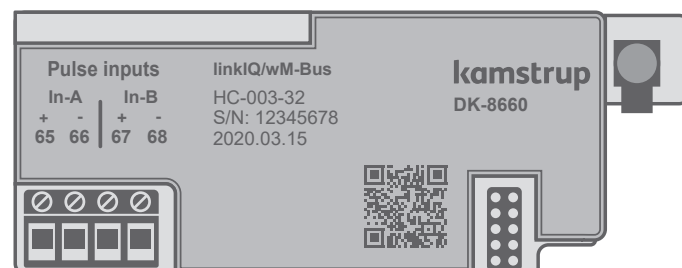 Pulse inputs
In-A In-B
+ - + -
65 66 67 68
linkIQ/wM-Bus
HC-003-32
S/N: 12345678
2020.03.15
kamstrup
DK-8660